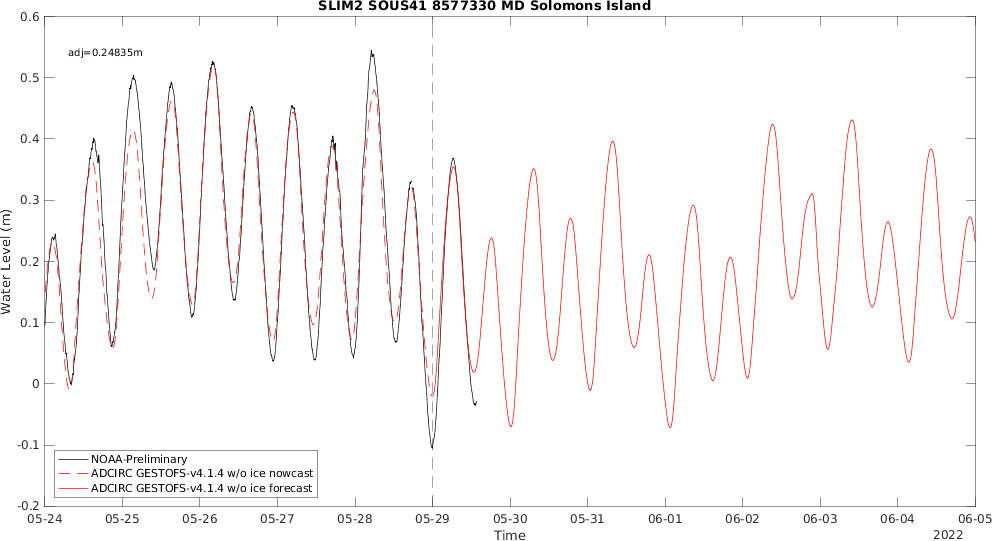 SLIM2 SOUS41 8577330 MD Solomons Island
0.6
adj=0.24835m
0.5
0.4
0.3
0.2
0.1
0
-0.1
-0.2
Water Level (m)
NOAA-Preliminary
ADCIRC GESTOFS-v4.1.4 w/o ice nowcast
ADCIRC GESTOFS-v4.1.4 w/o ice forecast
05-24 05-25 05-26 05-27 05-28 05-29 05-30 05-31 06-01 06-02 06-03 06-04 06-05
Time
2022